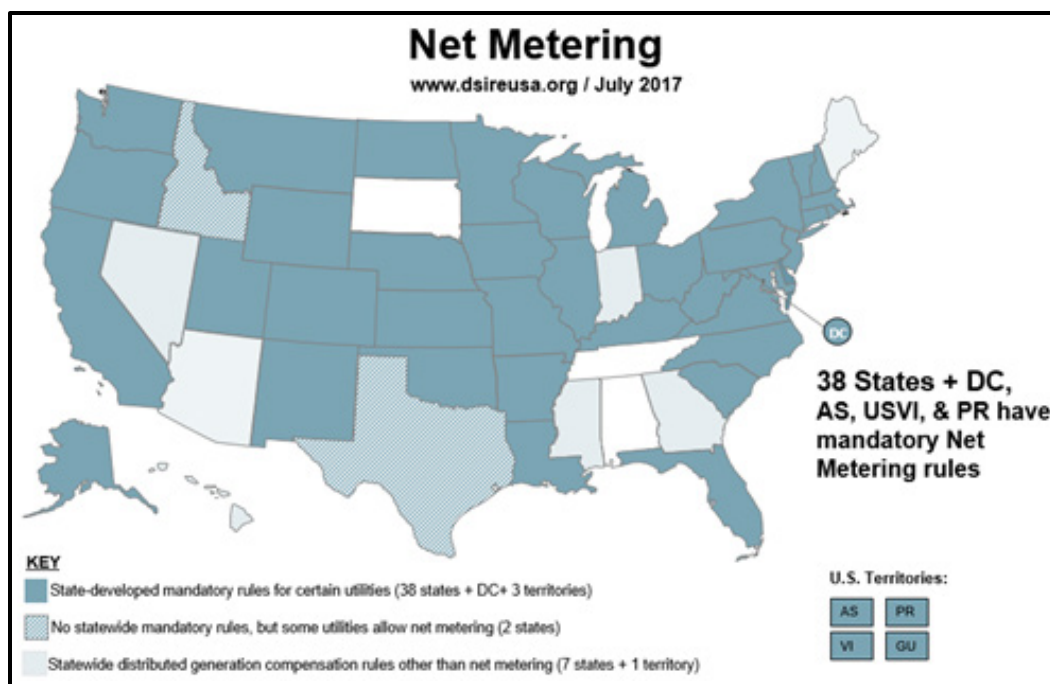 Net Metering
www.dsireusa.org / July 2017
DC
38 States + DC,
AS, USVI, & PR have
mandatory Net
Metering rules
KEY
State-developed mandatory rules for certain utilities (38 states + DC+ 3 territories)
No statewide mandatory rules, but some utilities allow net metering (2 states)
Statewide distributed generation compensation rules other than net metering (7 states + 1 territory)
U.S. Territories:
AS PR
VI GU